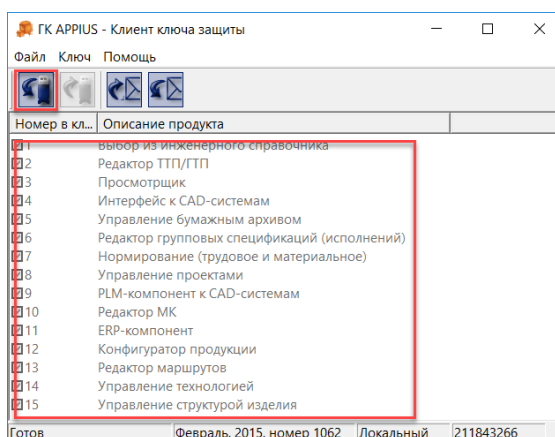 ГК APPIUS - Клиент ключа защиты
Файл Ключ Помощь
Номер в кл... Описание продукта
1 Выбор из инженерного справочника
2 Редактор ТТП/ГТП
3 Просмотрщик
4 Интерфейс к CAD-системам
5 Управление бумажным архивом
6 Редактор групповых спецификаций (исполнений)
7 Нормирование (трудовое и материальное)
8 Управление проектами
9 PLM-компонент к CAD-системам
10 Редактор МК
11 ERP-компонент
12 Конфигуратор продукции
13 Редактор маршрутов
14 Управление технологией
15 Управление структурой изделия
Готов Февраль, 2015, номер 1062 Локальный 211843266